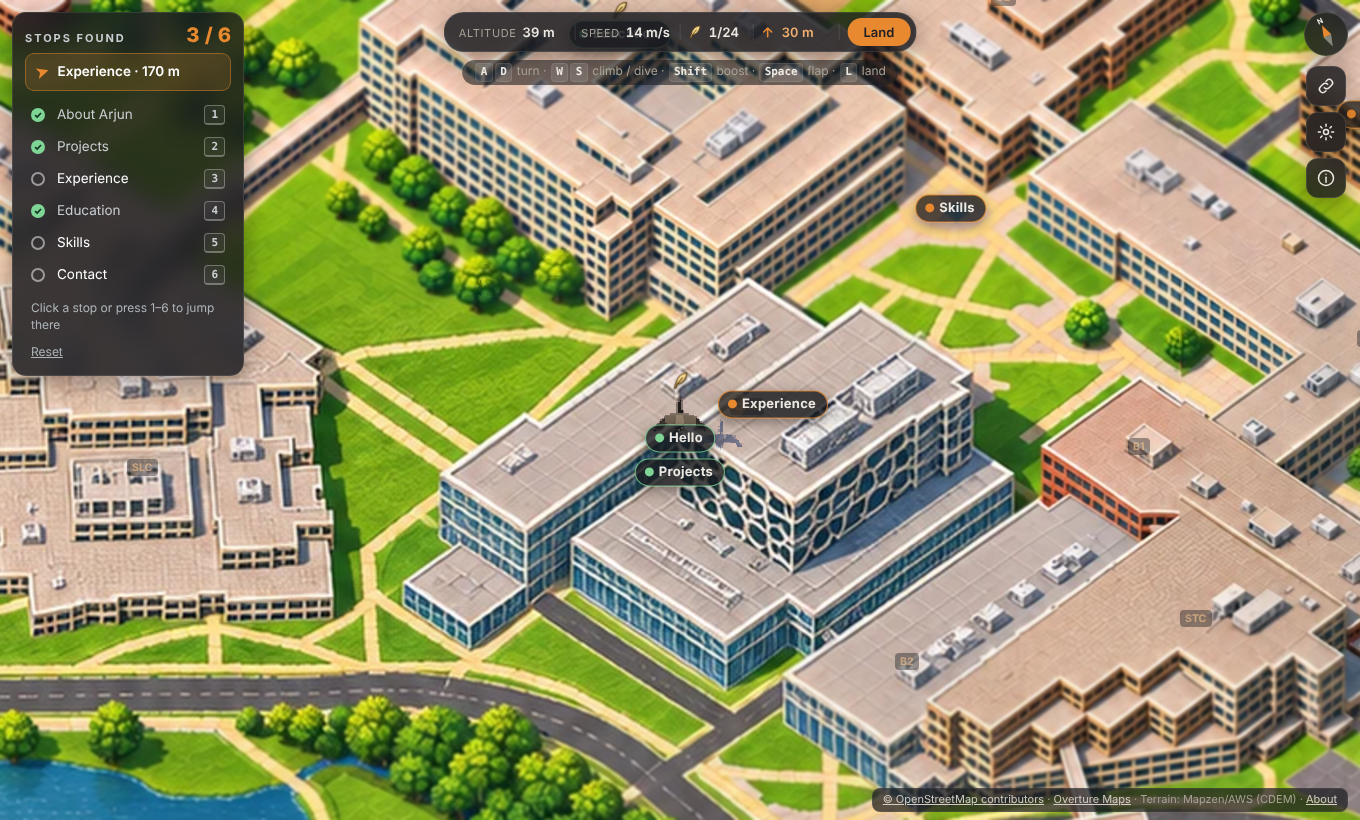 STOPS FOUND 3 / 6
Experience · 170 m
About Arjun 1
Projects 2
Experience 3
Education 4
Skills 5
Contact 6
Click a stop or press 1–6 to jump
there
Reset
ALTITUDE 39 m SPEED 14 m/s 1/24 30 m Land
A D turn · W S climb / dive · Shift boost · Space flap · L land
N
Skills
Experience
Hello
Projects
SLC
B1
STC
B2
© OpenStreetMap contributors · Overture Maps · Terrain: Mapzen/AWS (CDEM) · About